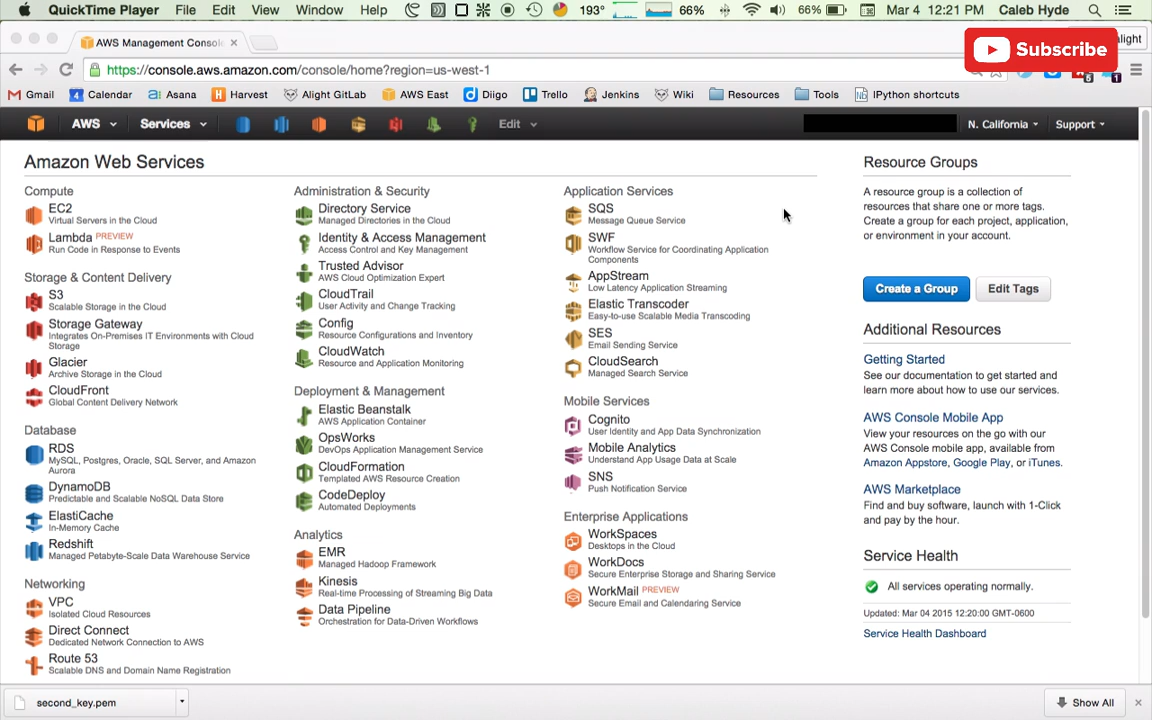 QuickTime Player File Edit View Window Help 193° 66% 66% Mar 4 12:21 PM Caleb Hyde
AWS Management Consol
alight
Subscribe
https://console.aws.amazon.com/console/home?region=us-west-1
Gmail Calendar Asana Harvest Alight GitLab AWS East Diigo Trello Jenkins Wiki Resources Tools IPython shortcuts
AWS Services Edit N. California Support
Amazon Web Services
Compute
EC2
Virtual Servers in the Cloud
Lambda PREVIEW
Run Code in Response to Events
Storage & Content Delivery
S3
Scalable Storage in the Cloud
Storage Gateway
Integrates On-Premises IT Environments with Cloud
Storage
Glacier
Archive Storage in the Cloud
CloudFront
Global Content Delivery Network
Database
RDS
MySQL, Postgres, Oracle, SQL Server, and Amazon
Aurora
DynamoDB
Predictable and Scalable NoSQL Data Store
ElastiCache
In-Memory Cache
Redshift
Managed Petabyte-Scale Data Warehouse Service
Networking
VPC
Isolated Cloud Resources
Direct Connect
Dedicated Network Connection to AWS
Route 53
Scalable DNS and Domain Name Registration
Administration & Security
Directory Service
Managed Directories in the Cloud
Identity & Access Management
Access Control and Key Management
Trusted Advisor
AWS Cloud Optimization Expert
CloudTrail
User Activity and Change Tracking
Config
Resource Configurations and Inventory
CloudWatch
Resource and Application Monitoring
Deployment & Management
Elastic Beanstalk
AWS Application Container
OpsWorks
DevOps Application Management Service
CloudFormation
Templated AWS Resource Creation
CodeDeploy
Automated Deployments
Analytics
EMR
Managed Hadoop Framework
Kinesis
Real-time Processing of Streaming Big Data
Data Pipeline
Orchestration for Data-Driven Workflows
Application Services
SQS
Message Queue Service
SWF
Workflow Service for Coordinating Application
Components
AppStream
Low Latency Application Streaming
Elastic Transcoder
Easy-to-use Scalable Media Transcoding
SES
Email Sending Service
CloudSearch
Managed Search Service
Mobile Services
Cognito
User Identity and App Data Synchronization
Mobile Analytics
Understand App Usage Data at Scale
SNS
Push Notification Service
Enterprise Applications
WorkSpaces
Desktops in the Cloud
WorkDocs
Secure Enterprise Storage and Sharing Service
WorkMail PREVIEW
Secure Email and Calendaring Service
Resource Groups
A resource group is a collection of
resources that share one or more tags.
Create a group for each project, application,
or environment in your account.
Create a Group Edit Tags
Additional Resources
Getting Started
See our documentation to get started and
learn more about how to use our services.
AWS Console Mobile App
View your resources on the go with our
AWS Console mobile app, available from
Amazon Appstore, Google Play, or iTunes.
AWS Marketplace
Find and buy software, launch with 1-Click
and pay by the hour.
Service Health
All services operating normally.
Updated: Mar 04 2015 12:20:00 GMT-0600
Service Health Dashboard
second_key.pem
Show All